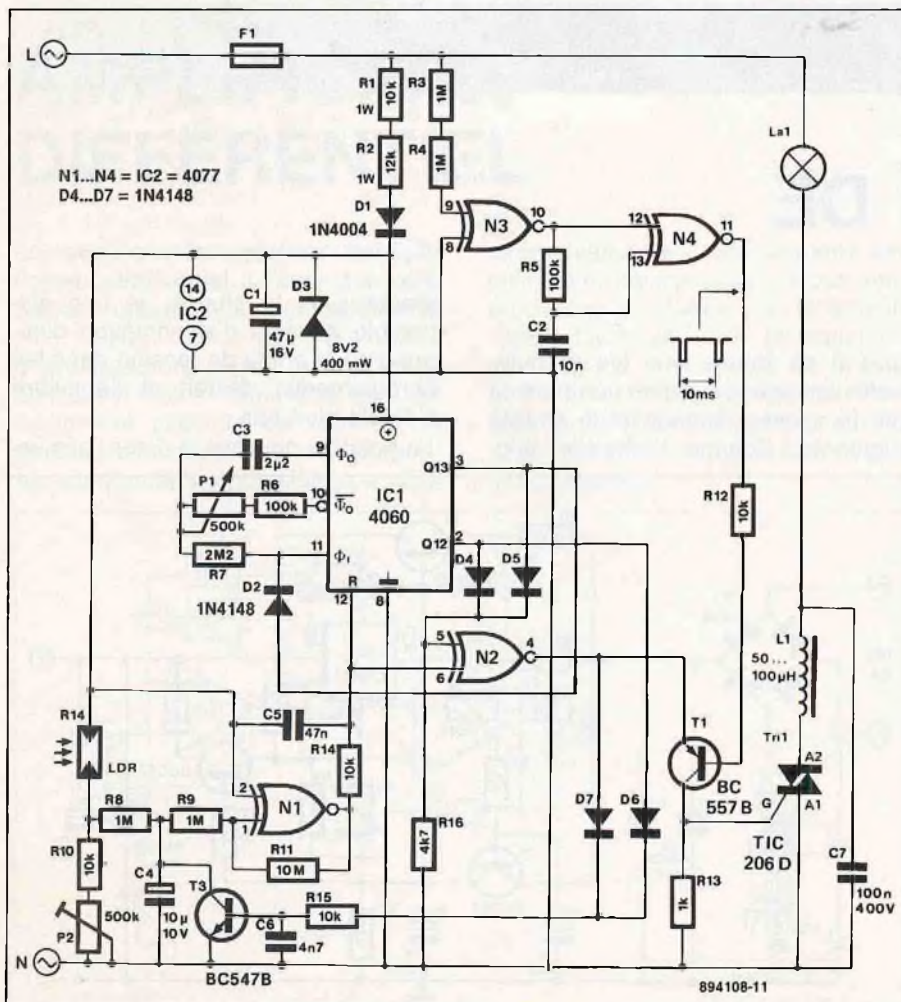 L
F1
R1
10k
1W
R3
1M
R2
12k
1W
R4
1M
La1
N1...N4 = IC2 = 4077
D4...D7 = 1N4148
D1
1N4004
9
8
N3
10
12
13
N4
11
R5
100k
14
IC2
7
C1
47µ
16V
D3
8V2
400 mW
C2
10n
10ms
16
C3
2µ2
9
P1
500k
R6
100k
10
R7
2M2
11
IC1
4060
Q13
3
Q12
2
D4
D5
R
12
8
D2
1N4148
R12
10k
5
6
N2
4
L1
50...
100µH
Tri1
C5
47n
R14
10k
R14
LDR
T1
BC
557B
G
A2
A1
TIC
206D
2
1
N1
R8
1M
R9
1M
R16
4k7
D7
D6
C7
100n
400V
R10
10k
R11
10M
C4
10µ
10V
T3
R15
10k
R13
1k
P2
500k
C6
4n7
N
BC547B
894108-11